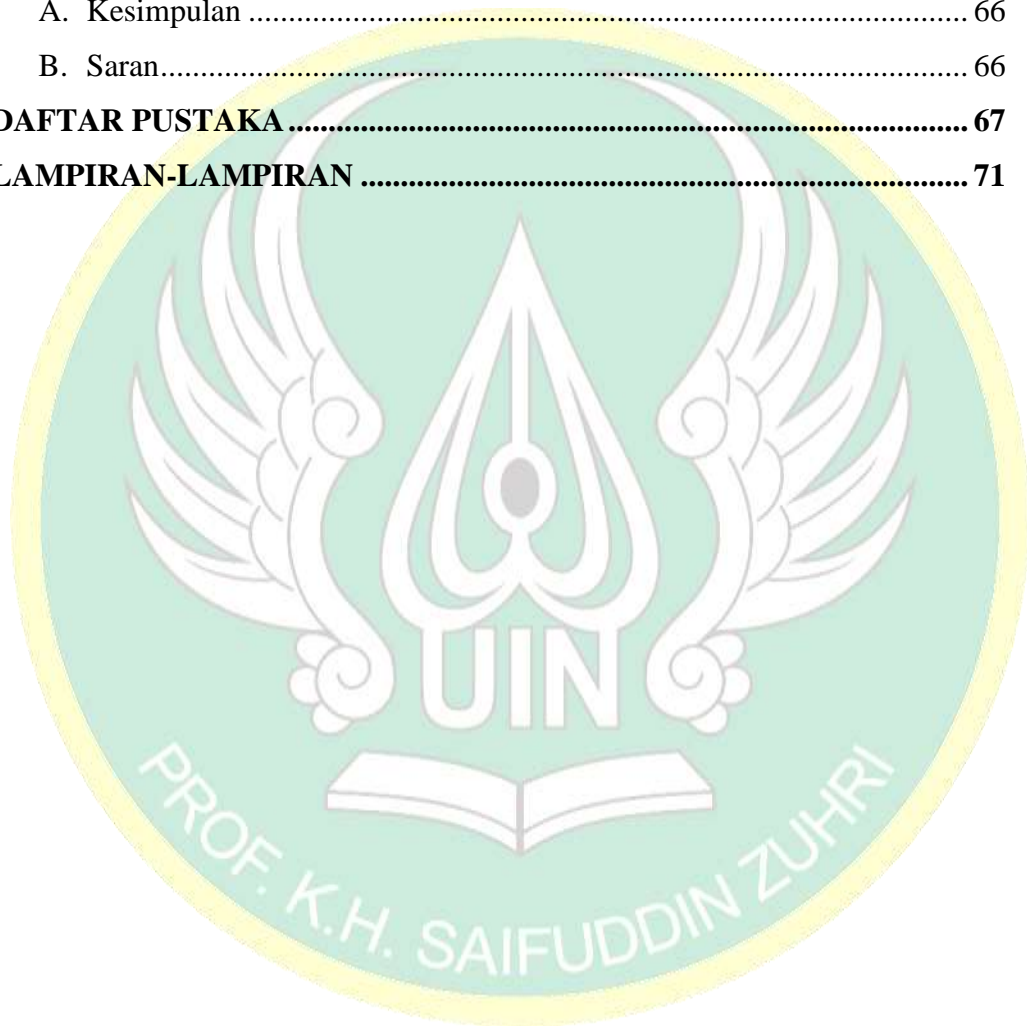 A. Kesimpulan .......................................................................................... 66
B. Saran..................................................................................................... 66
DAFTAR PUSTAKA ..................................................................................... 67
LAMPIRAN-LAMPIRAN ............................................................................ 71
UIN
PROF. K.H. SAIFUDDIN ZUHRI